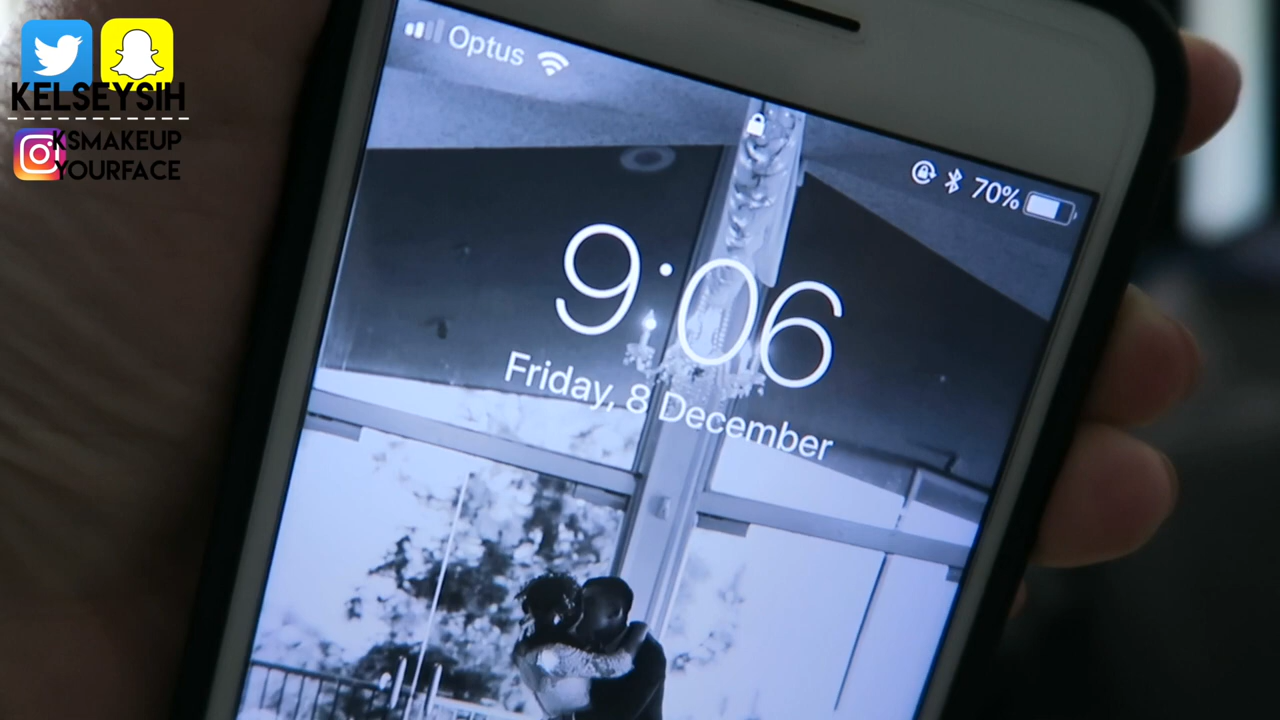 KELSEYSIH
KSMAKEUP
YOURFACE
Optus
70%
9:06
Friday, 8 December